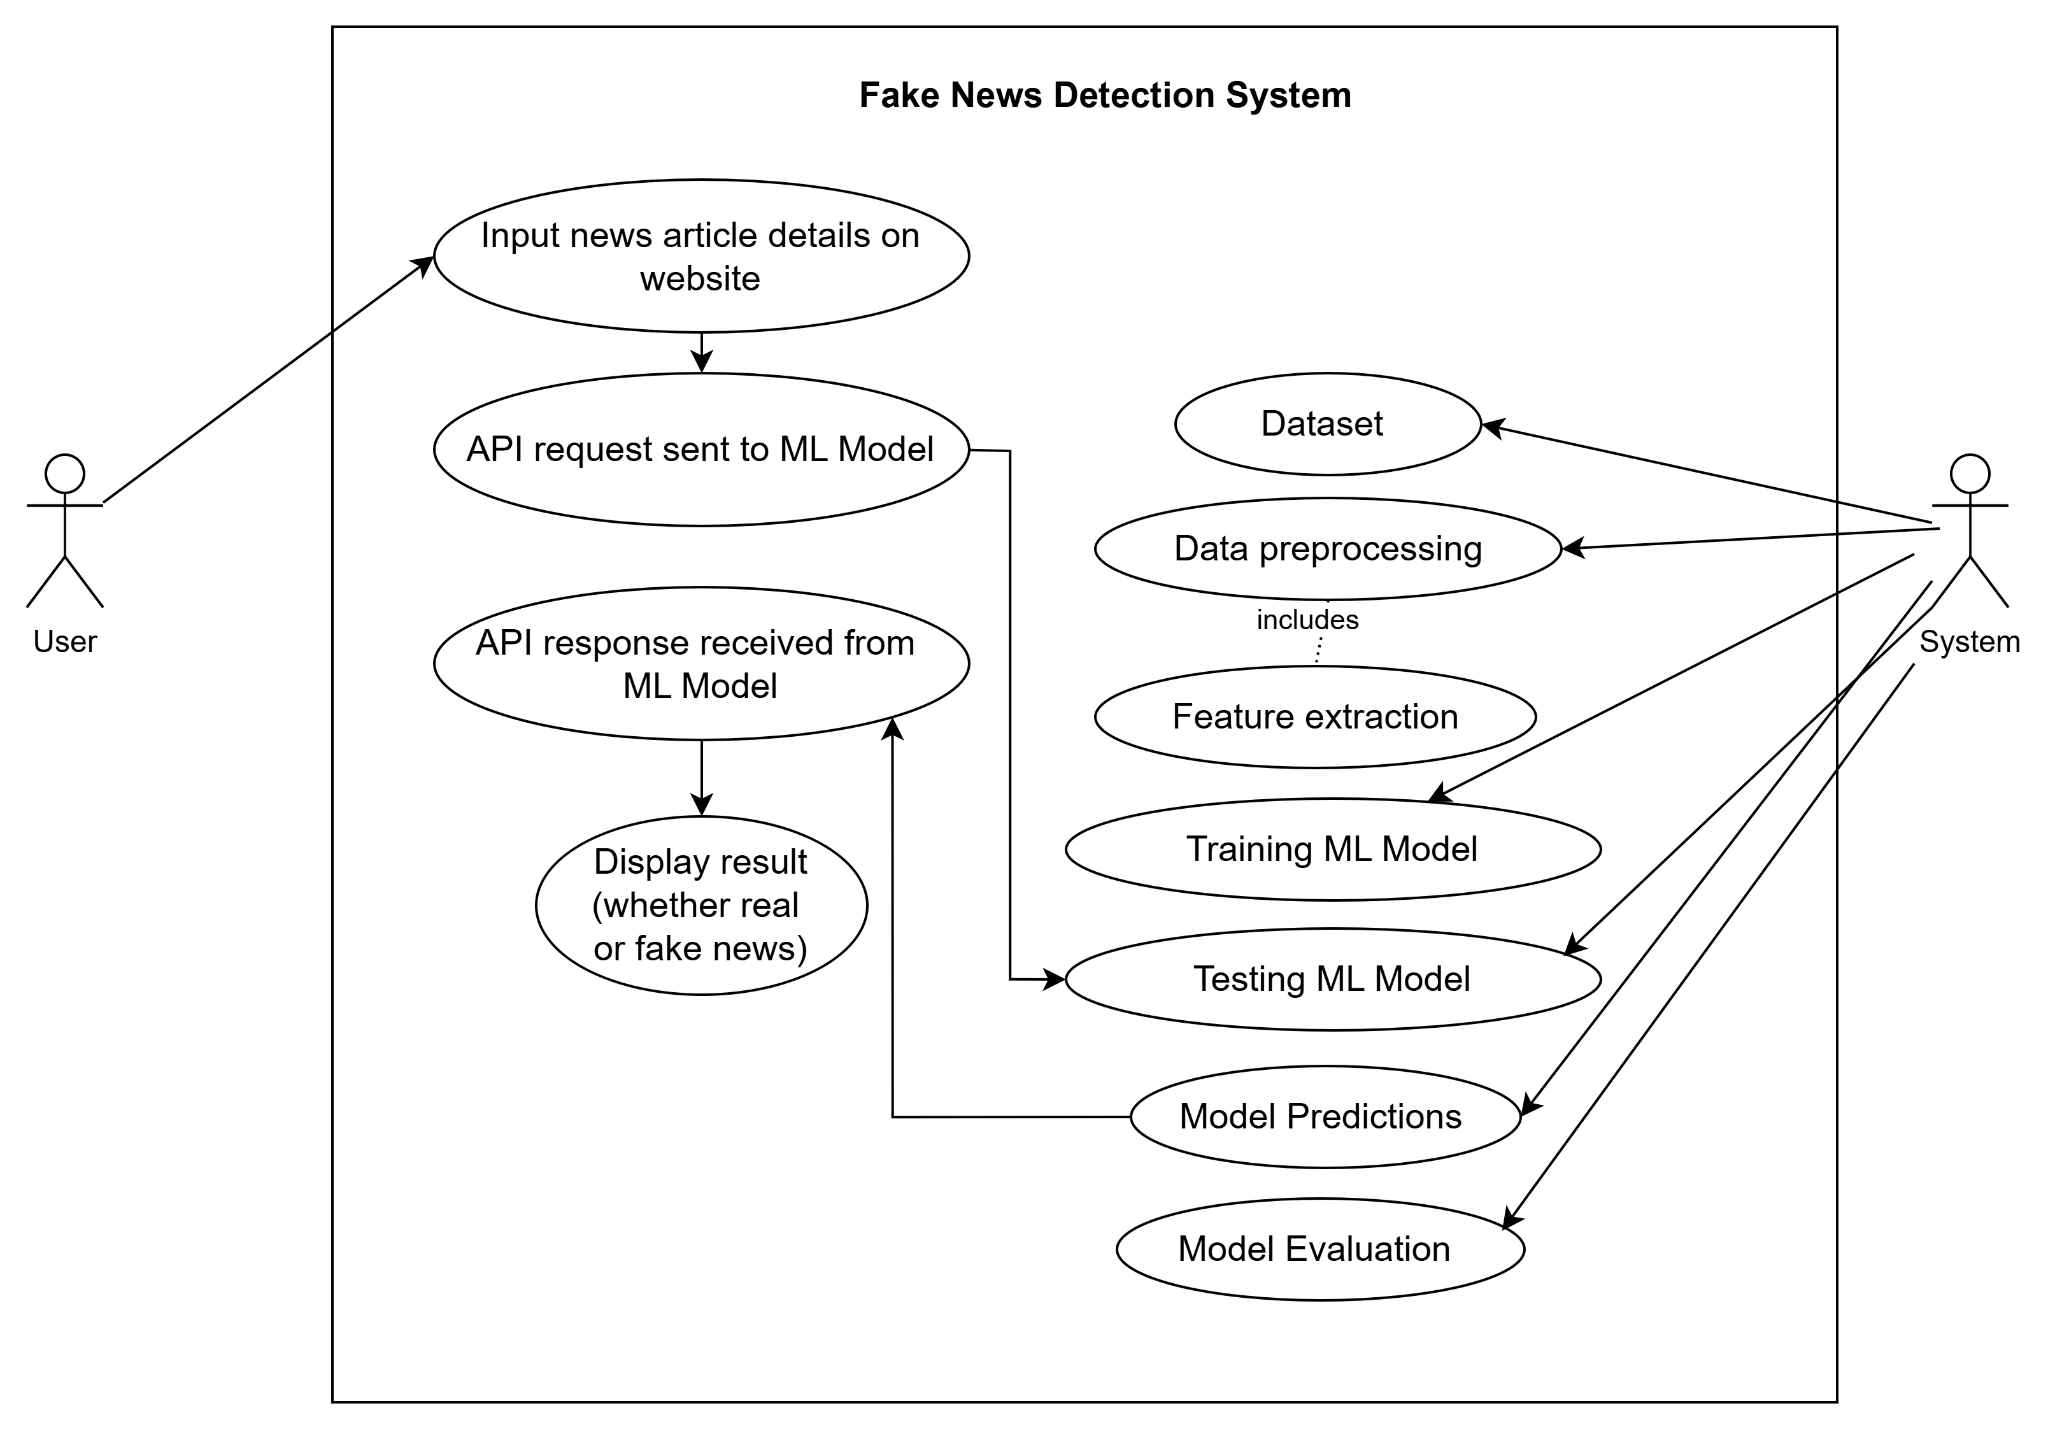 Fake News Detection System
Input news article details on
website
API request sent to ML Model
API response received from
ML Model
Display result
(whether real
or fake news)
Dataset
Data preprocessing
includes
Feature extraction
Training ML Model
Testing ML Model
Model Predictions
Model Evaluation
User
System